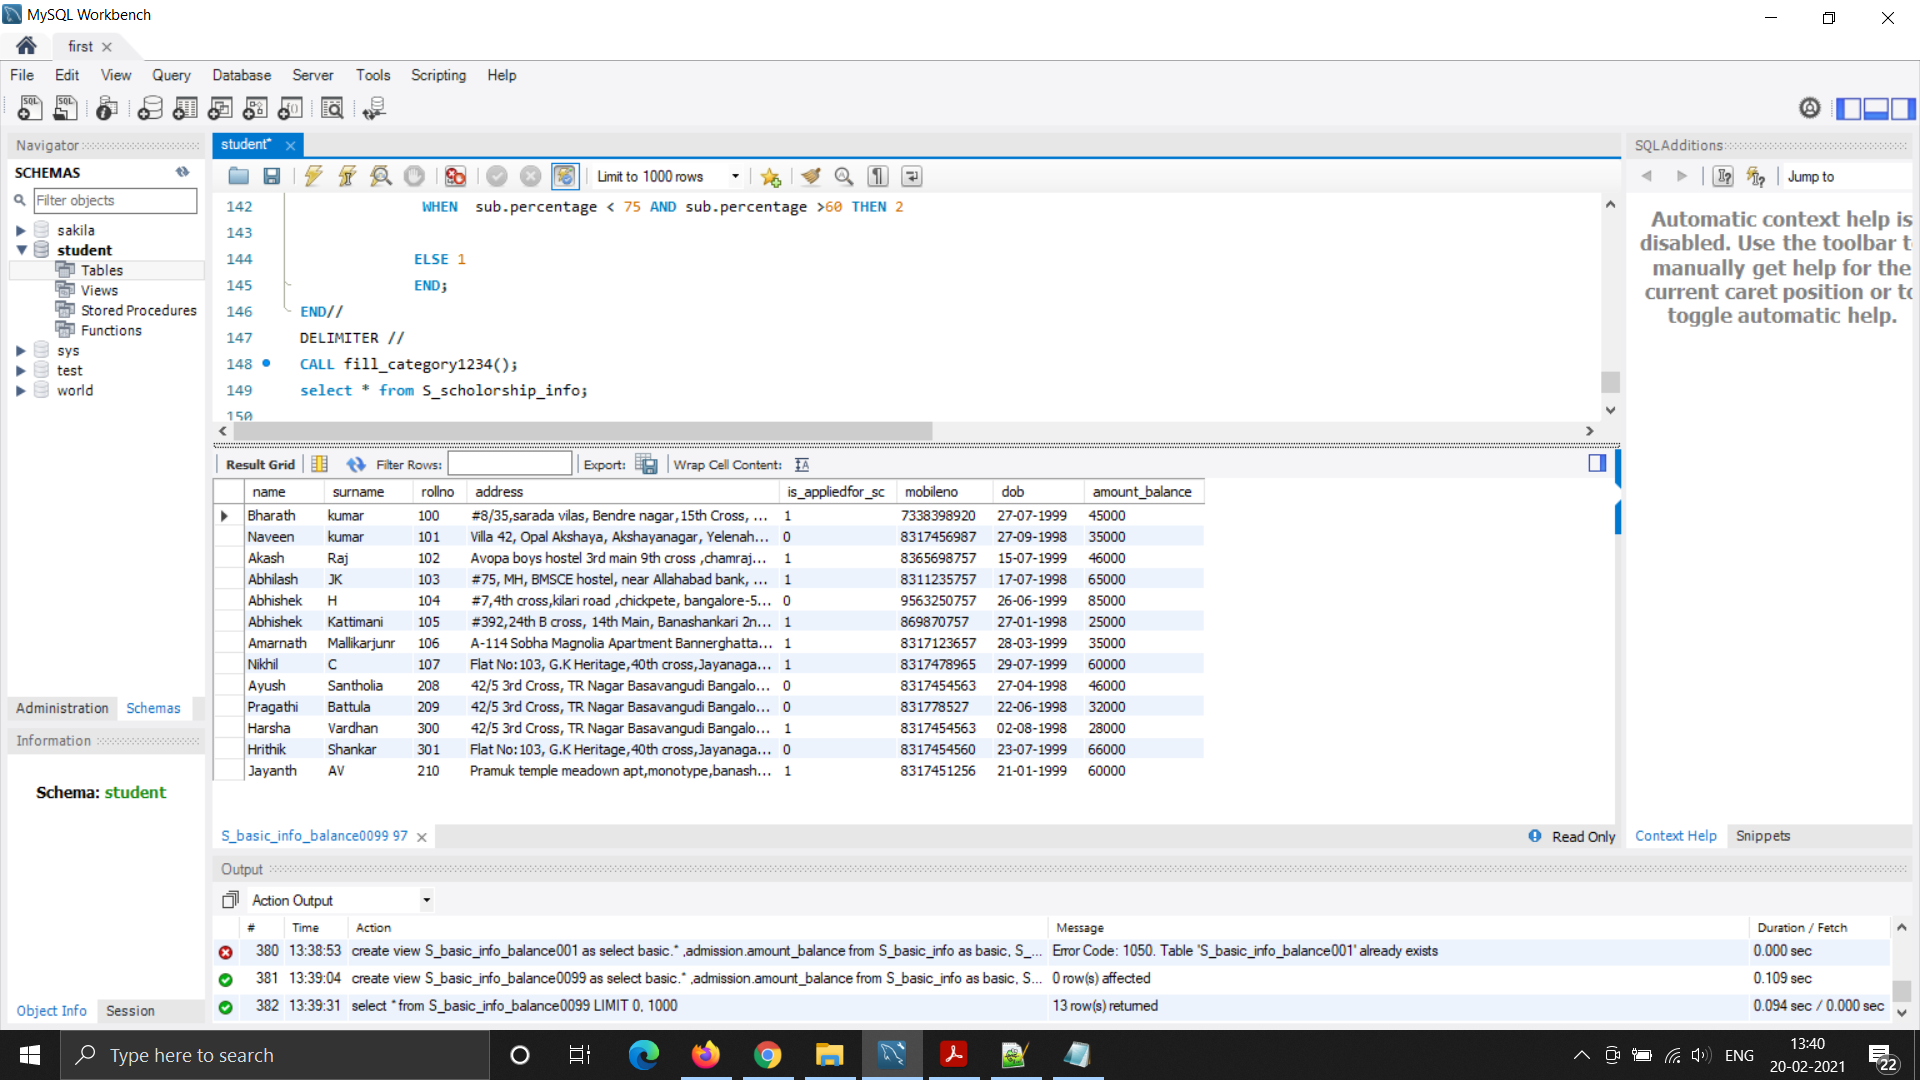 MySQL Workbench
first
File Edit View Query Database Server Tools Scripting Help
Navigator
SCHEMAS
Filter objects
sakila
student
Tables
Views
Stored Procedures
Functions
sys
test
world
Administration Schemas
Information
Schema: student
Object Info Session
student*
Limit to 1000 rows
142 WHEN sub.percentage < 75 AND sub.percentage >60 THEN 2
143
144 ELSE 1
145 END;
146 END//
147 DELIMITER //
148 CALL fill_category1234();
149 select * from S_scholorship_info;
150
Result Grid Filter Rows: Export: Wrap Cell Content:
name surname rollno address is_appliedfor_sc mobileno dob amount_balance
Bharath kumar 100 #8/35,sarada vilas, Bendre nagar,15th Cross, ... 1 7338398920 27-07-1999 45000
Naveen kumar 101 Villa 42, Opal Akshaya, Akshayanagar, Yelenah... 0 8317456987 27-09-1998 35000
Akash Raj 102 Avopa boys hostel 3rd main 9th cross ,chamraj... 1 8365698757 15-07-1999 46000
Abhilash JK 103 #75, MH, BMSCE hostel, near Allahabad bank, ... 1 8311235757 17-07-1998 65000
Abhishek H 104 #7,4th cross,kilari road ,chickpete, bangalore-5... 0 9563250757 26-06-1999 85000
Abhishek Kattimani 105 #392,24th B cross, 14th Main, Banashankari 2n... 1 869870757 27-01-1998 25000
Amarnath Mallikarjunr 106 A-114 Sobha Magnolia Apartment Bannerghatta... 1 8317123657 28-03-1999 35000
Nikhil C 107 Flat No:103, G.K Heritage,40th cross,Jayanaga... 1 8317478965 29-07-1999 60000
Ayush Santholia 208 42/5 3rd Cross, TR Nagar Basavangudi Bangalo... 0 8317454563 27-04-1998 46000
Pragathi Battula 209 42/5 3rd Cross, TR Nagar Basavangudi Bangalo... 0 831778527 22-06-1998 32000
Harsha Vardhan 300 42/5 3rd Cross, TR Nagar Basavangudi Bangalo... 1 8317454563 02-08-1998 28000
Hrithik Shankar 301 Flat No:103, G.K Heritage,40th cross,Jayanaga... 0 8317454560 23-07-1999 66000
Jayanth AV 210 Pramuk temple meadown apt,monotype,banash... 1 8317451256 21-01-1999 60000
S_basic_info_balance0099 97
Read Only
Output
Action Output
# Time Action Message Duration / Fetch
380 13:38:53 create view S_basic_info_balance001 as select basic.* ,admission.amount_balance from S_basic_info as basic, S_... Error Code: 1050. Table 'S_basic_info_balance001' already exists 0.000 sec
381 13:39:04 create view S_basic_info_balance0099 as select basic.* ,admission.amount_balance from S_basic_info as basic, S... 0 row(s) affected 0.109 sec
382 13:39:31 select * from S_basic_info_balance0099 LIMIT 0, 1000 13 row(s) returned 0.094 sec / 0.000 sec
SQLAdditions
Jump to
Automatic context help is
disabled. Use the toolbar t
manually get help for the
current caret position or to
toggle automatic help.
Context Help Snippets
Type here to search
ENG
13:40
20-02-2021
22